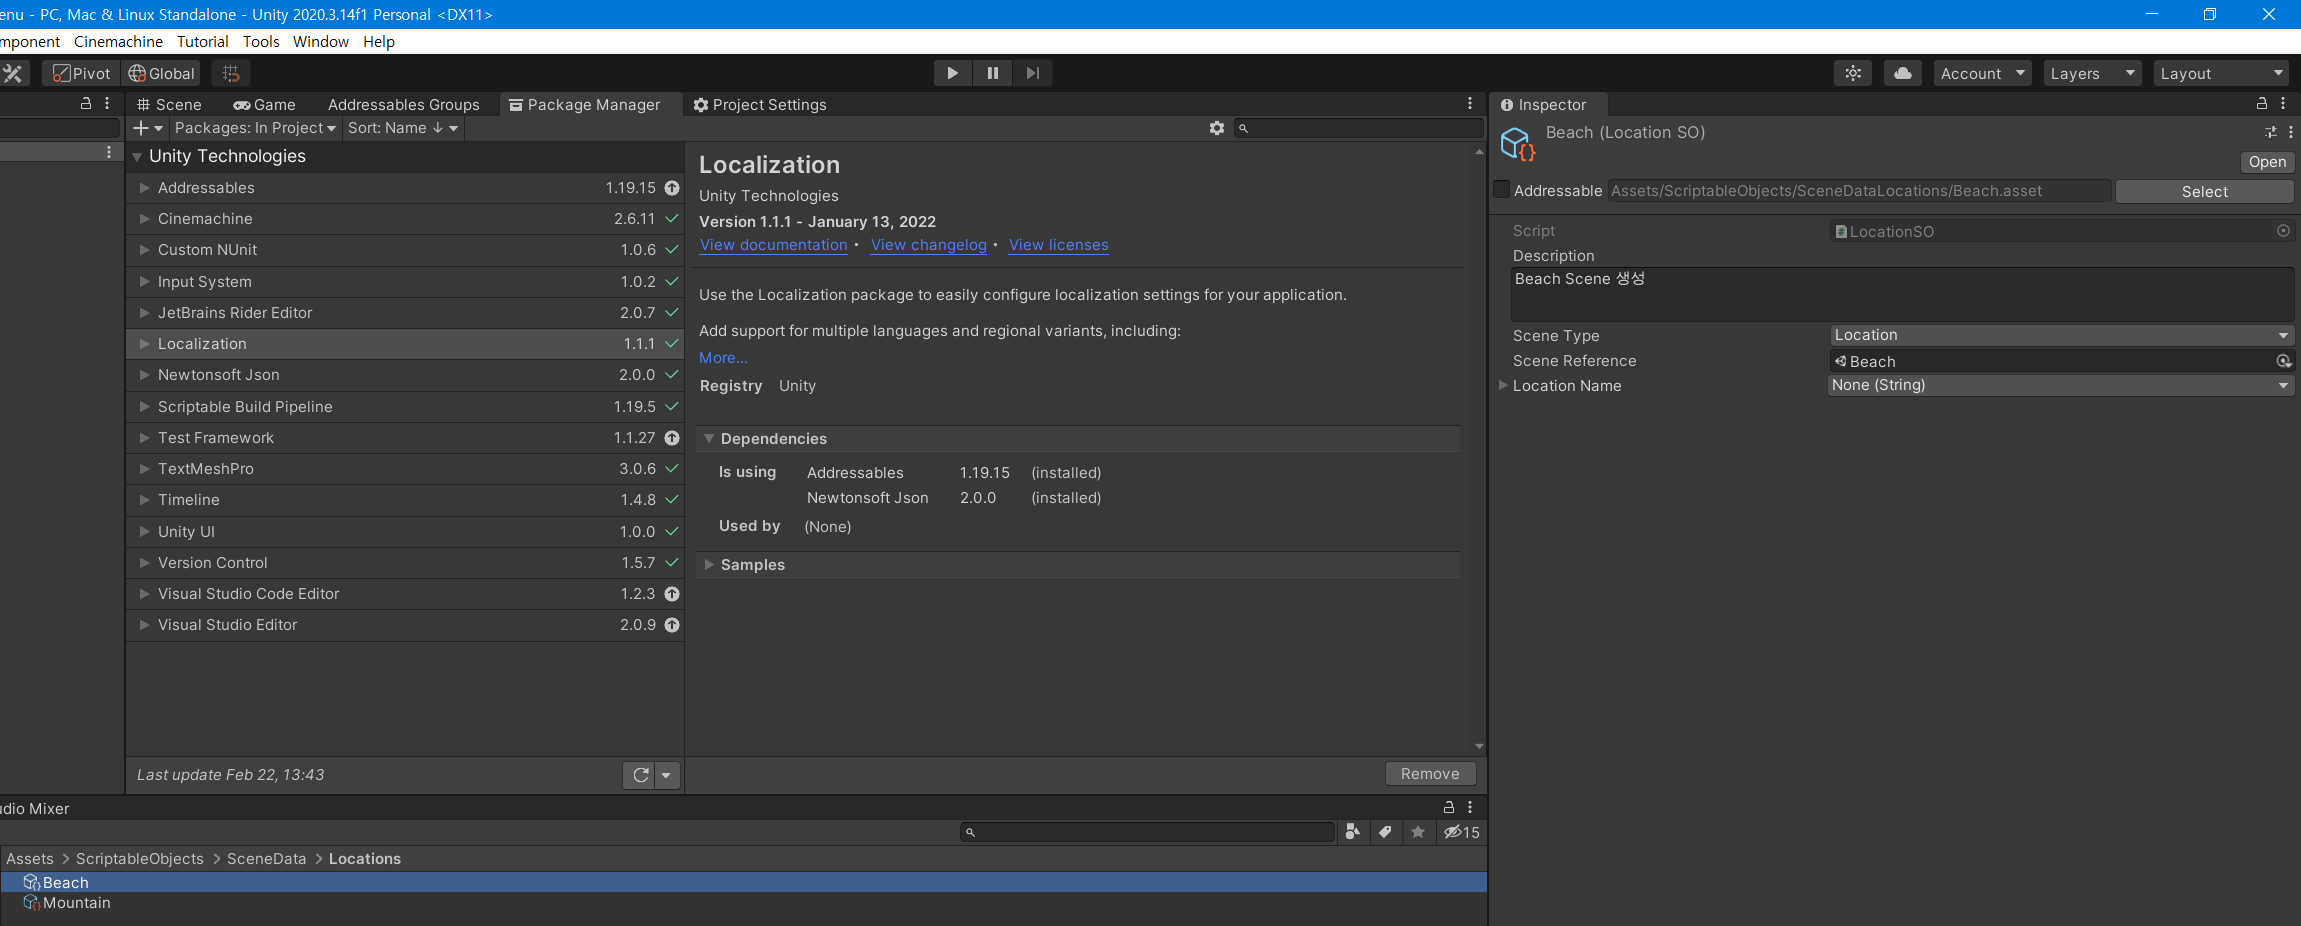 enu - PC, Mac & Linux Standalone - Unity 2020.3.14f1 Personal <DX11>
mponent Cinemachine Tutorial Tools Window Help
Pivot Global Account Layers Layout
Scene Game Addressables Groups Package Manager Project Settings
Packages: In Project Sort: Name ↓
Unity Technologies
Addressables 1.19.15
Cinemachine 2.6.11
Custom NUnit 1.0.6
Input System 1.0.2
JetBrains Rider Editor 2.0.7
Localization 1.1.1
Newtonsoft Json 2.0.0
Scriptable Build Pipeline 1.19.5
Test Framework 1.1.27
TextMeshPro 3.0.6
Timeline 1.4.8
Unity UI 1.0.0
Version Control 1.5.7
Visual Studio Code Editor 1.2.3
Visual Studio Editor 2.0.9
Last update Feb 22, 13:43
Localization
Unity Technologies
Version 1.1.1 - January 13, 2022
View documentation • View changelog • View licenses
Use the Localization package to easily configure localization settings for your application.
Add support for multiple languages and regional variants, including:
More...
Registry Unity
Dependencies
Is using Addressables 1.19.15 (installed)
Newtonsoft Json 2.0.0 (installed)
Used by (None)
Samples
Remove
Inspector
Beach (Location SO)
Open
Addressable Assets/ScriptableObjects/SceneDataLocations/Beach.asset Select
Script LocationSO
Description
Beach Scene 생성
Scene Type Location
Scene Reference Beach
Location Name None (String)
udio Mixer
15
Assets > ScriptableObjects > SceneData > Locations
Beach
Mountain